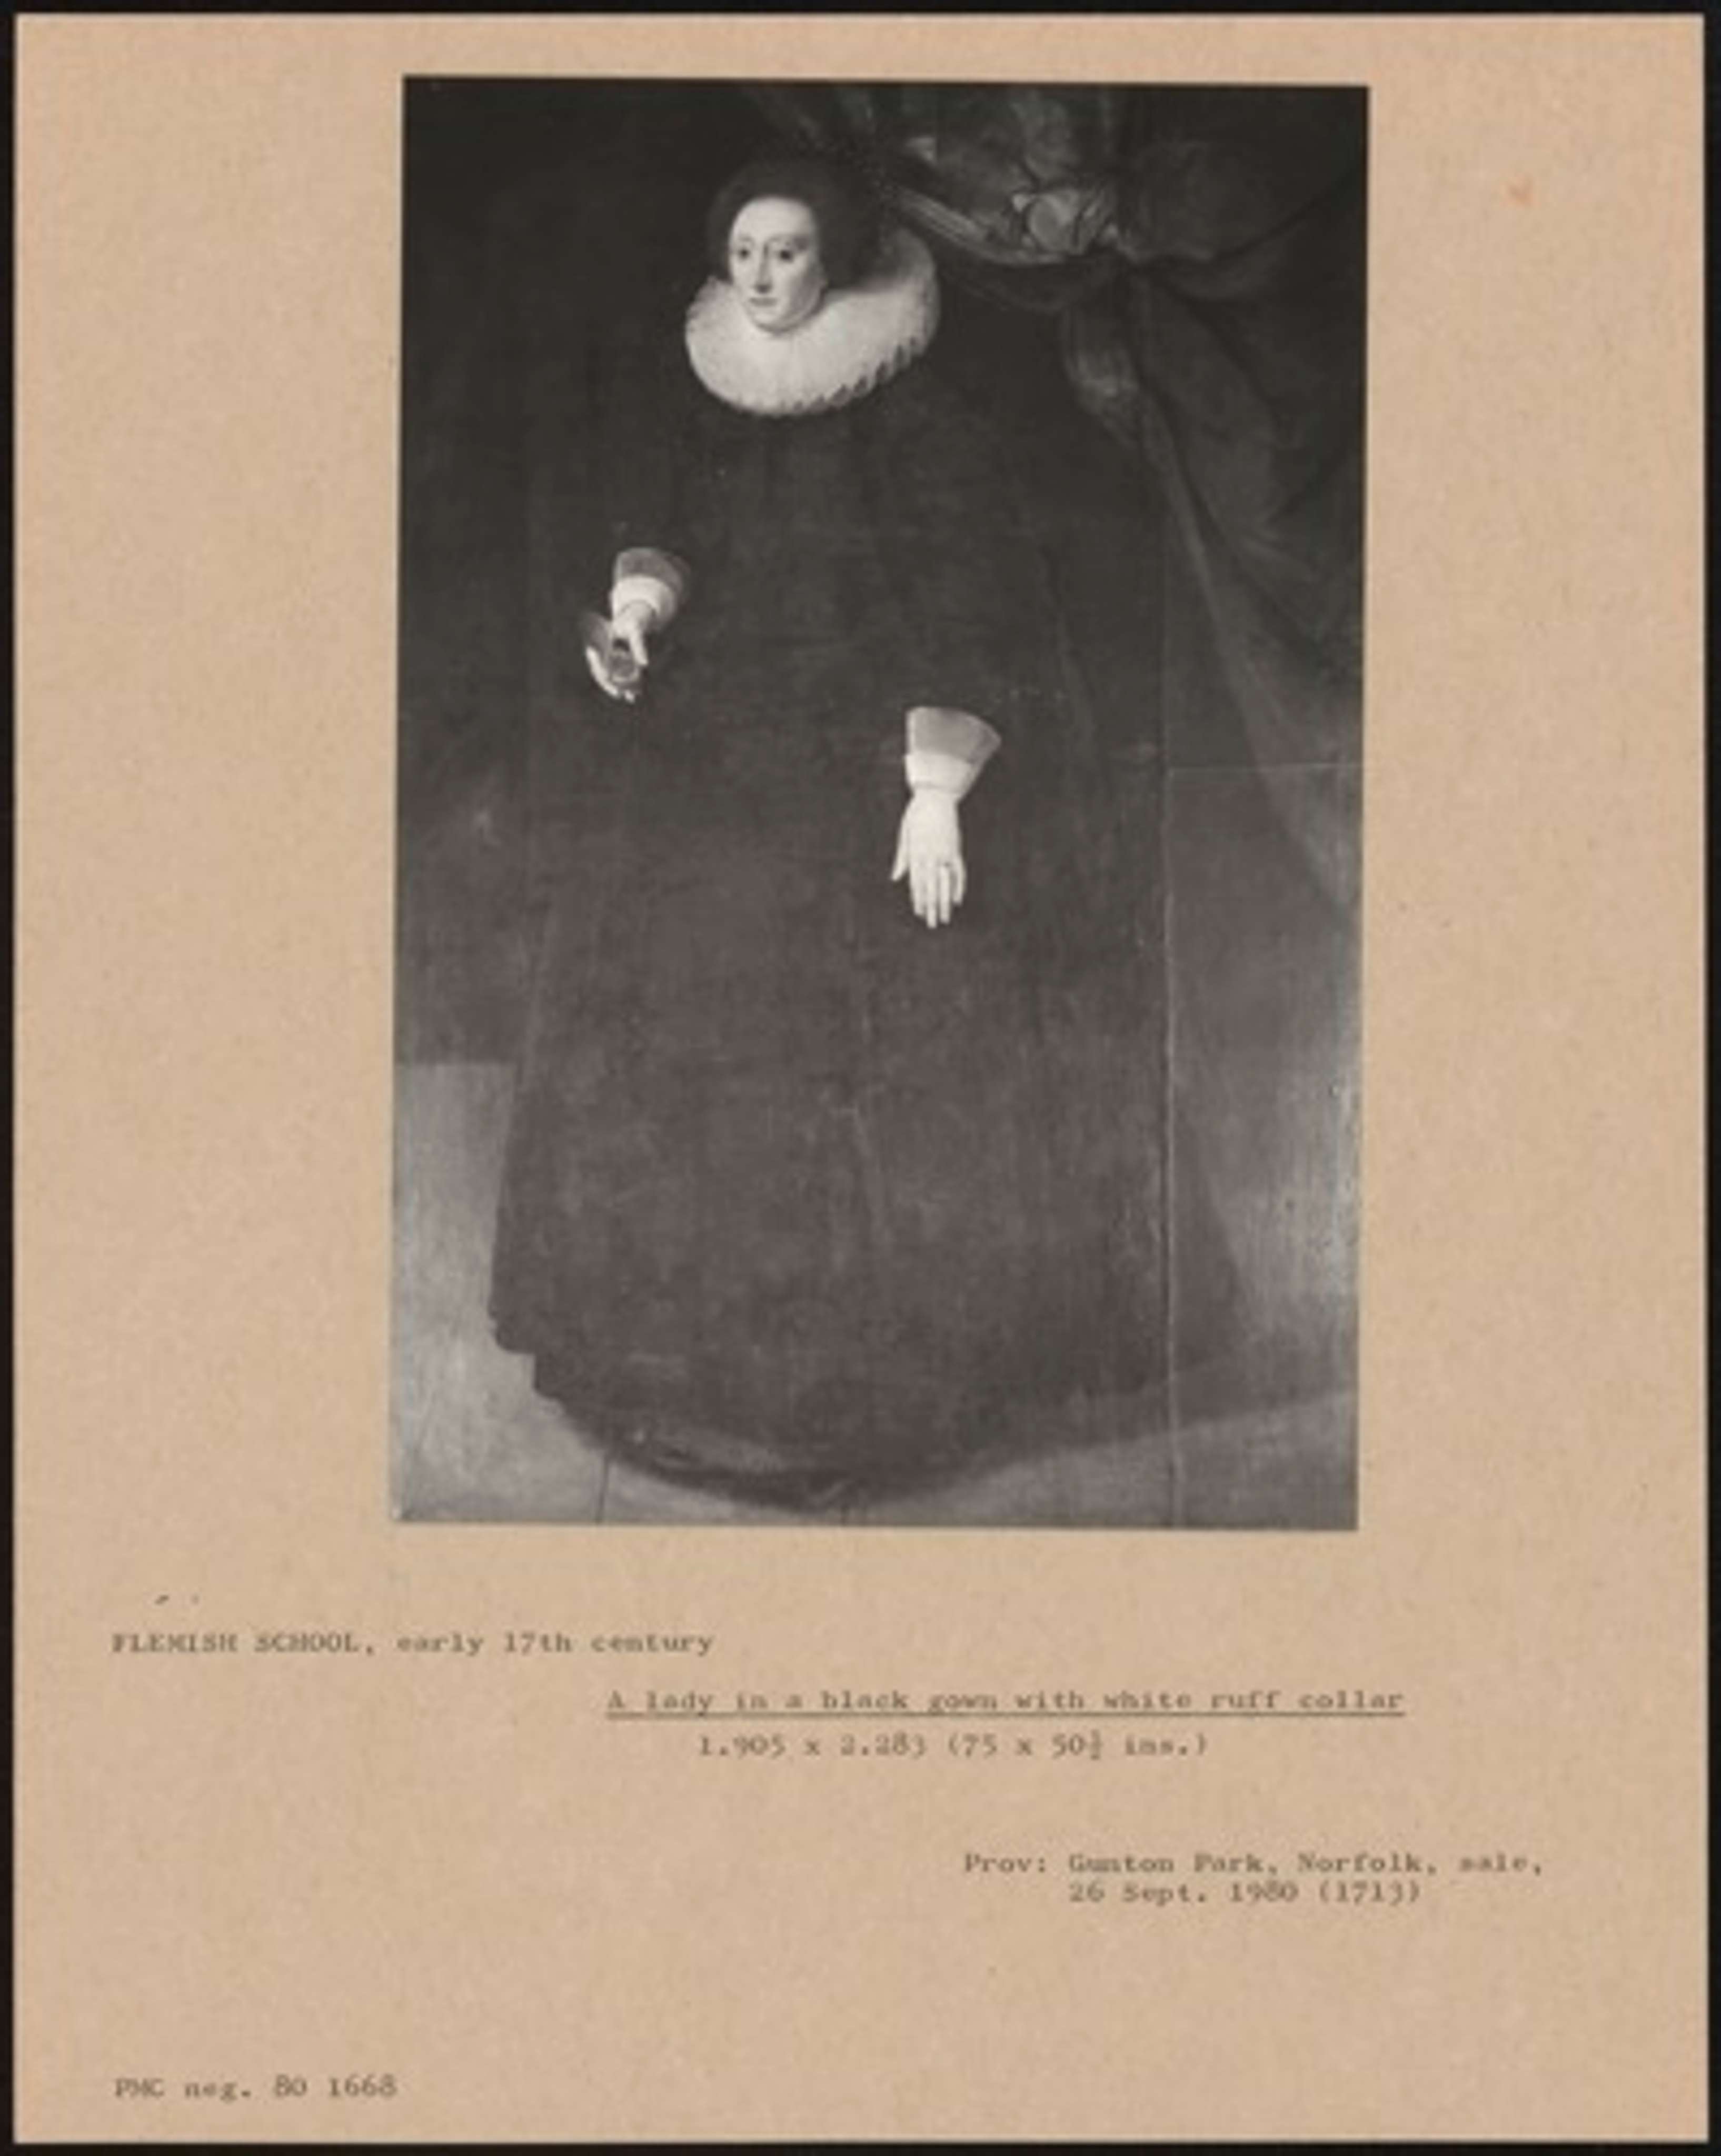 FLEMISH SCHOOL, early 17th century
A lady in a black gown with white ruff collar
1.905 x 2.283 (75 x 50½ ins.)
Prov: Gunton Park, Norfolk, sale,
26 Sept. 1980 (1713)
PMC neg. 80 1668